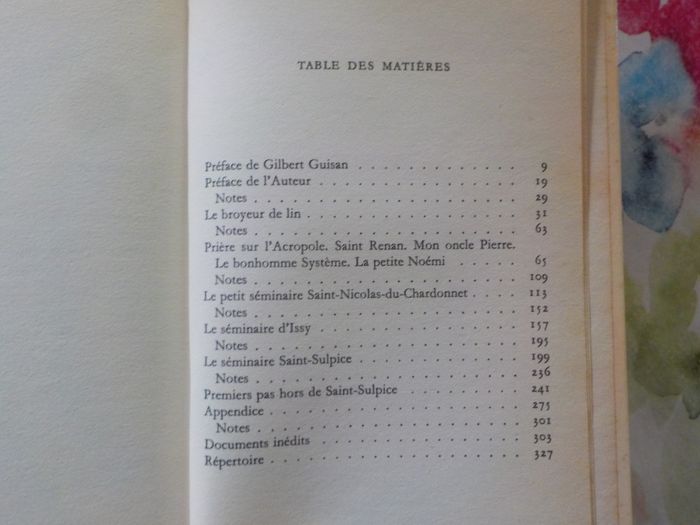 TABLE DES MATIÈRES
Préface de Gilbert Guisan . . . . . . . . . . . . . 9
Préface de l'Auteur . . . . . . . . . . . . . . . 19
Notes . . . . . . . . . . . . . . . . . . . 29
Le broyeur de lin . . . . . . . . . . . . . . . . 31
Notes . . . . . . . . . . . . . . . . . . . 63
Prière sur l'Acropole. Saint Renan. Mon oncle Pierre.
Le bonhomme Système. La petite Noémi . . . . . . 65
Notes . . . . . . . . . . . . . . . . . . . 109
Le petit séminaire Saint-Nicolas-du-Chardonnet . . . . 113
Notes . . . . . . . . . . . . . . . . . . . 152
Le séminaire d'Issy . . . . . . . . . . . . . . . 157
Notes . . . . . . . . . . . . . . . . . . . 195
Le séminaire Saint-Sulpice . . . . . . . . . . . . 199
Notes . . . . . . . . . . . . . . . . . . . 236
Premiers pas hors de Saint-Sulpice . . . . . . . . . 241
Appendice . . . . . . . . . . . . . . . . . . . 275
Notes . . . . . . . . . . . . . . . . . . . 301
Documents inédits . . . . . . . . . . . . . . . . 303
Répertoire . . . . . . . . . . . . . . . . . . . 327